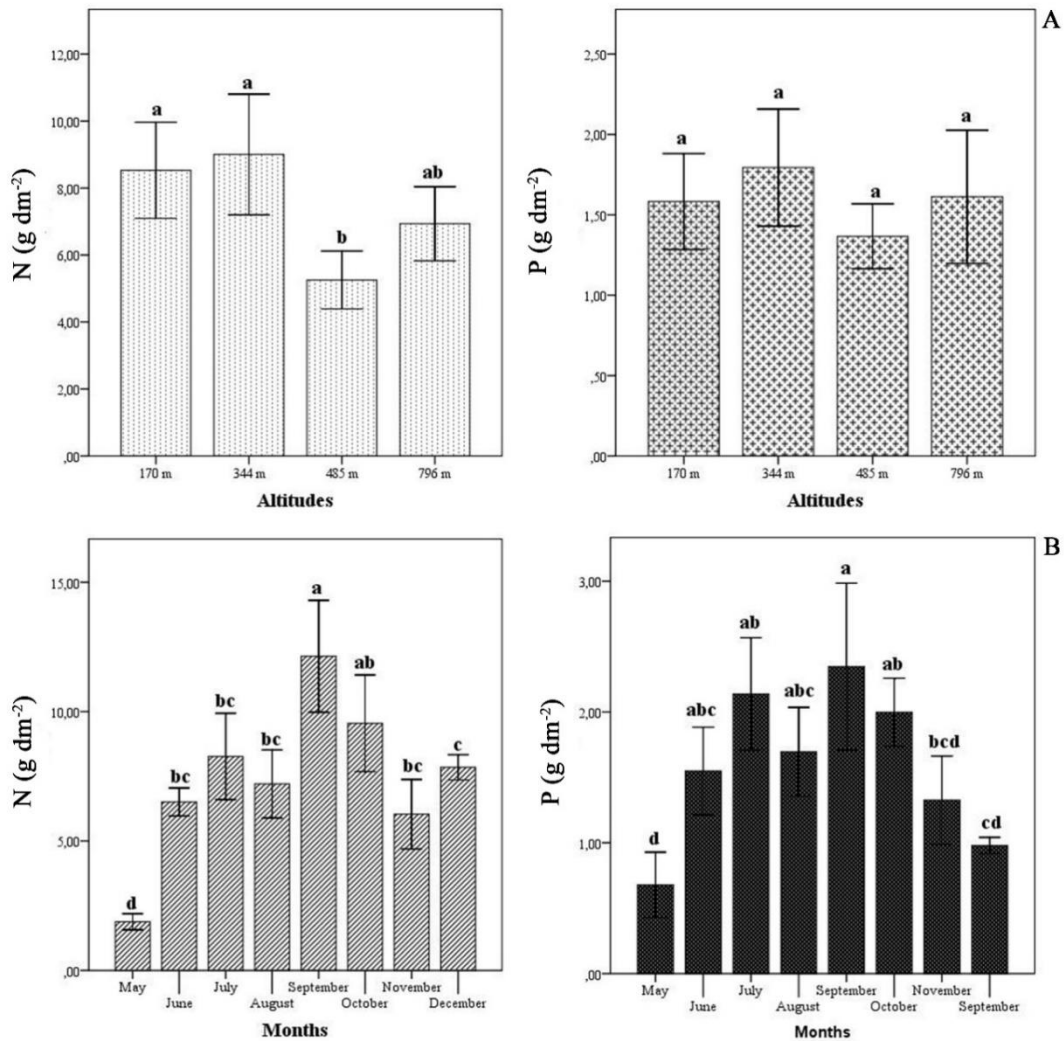 A
12,00
10,00
8,00
6,00
4,00
2,00
,00
N (g dm-2)
a
a
b
ab
170 m
344 m
485 m
796 m
Altitudes
2,50
2,00
1,50
1,00
,50
,00
P (g dm-2)
a
a
a
a
170 m
344 m
485 m
796 m
Altitudes
B
15,00
10,00
5,00
,00
N (g dm-2)
d
bc
bc
bc
a
ab
bc
c
May
June
July
August
September
October
November
December
Months
3,00
2,00
1,00
,00
P (g dm-2)
d
abc
ab
abc
a
ab
bcd
cd
May
June
July
August
September
October
November
September
Months